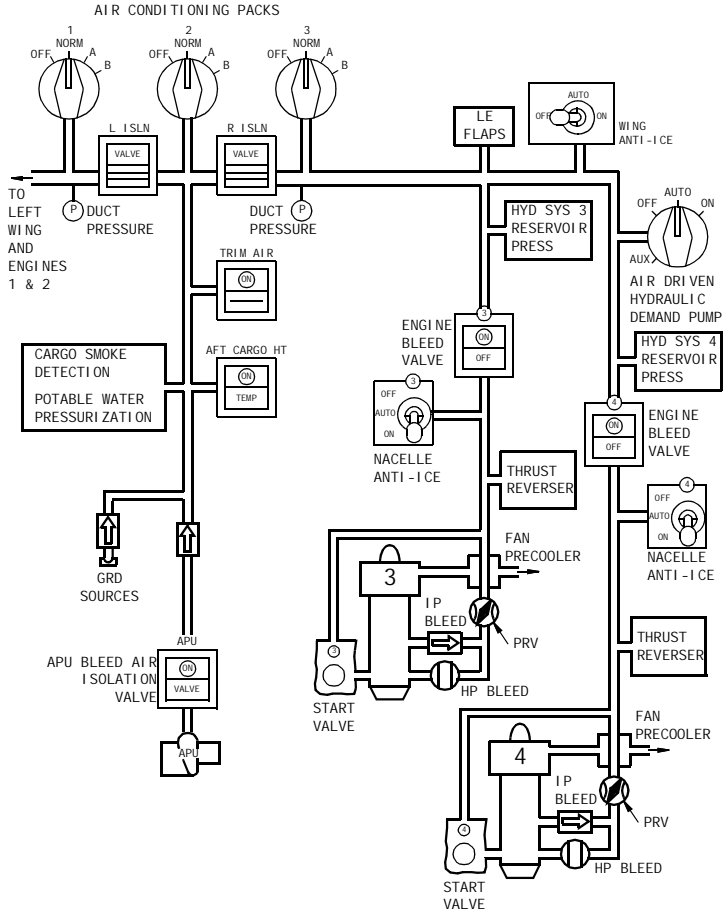 AIR CONDITIONING PACKS
1
NORM
OFF
A
B
2
NORM
OFF
A
B
3
NORM
OFF
A
B
L ISLN
VALVE
R ISLN
VALVE
LE
FLAPS
AUTO
OFF
ON
WING
ANTI-ICE
TO
LEFT
WING
AND
ENGINES
1 & 2
P
DUCT
PRESSURE
DUCT
PRESSURE
P
HYD SYS 3
RESERVOIR
PRESS
AUTO
OFF
ON
AUX
AIR DRIVEN
HYDRAULIC
DEMAND PUMP
TRIM AIR
ON
ENGINE
BLEED
VALVE
3
ON
OFF
HYD SYS 4
RESERVOIR
PRESS
CARGO SMOKE
DETECTION
POTABLE WATER
PRESSURIZATION
AFT CARGO HT
ON
TEMP
3
OFF
AUTO
ON
NACELLE
ANTI-ICE
4
ON
OFF
ENGINE
BLEED
VALVE
THRUST
REVERSER
4
OFF
AUTO
ON
NACELLE
ANTI-ICE
GRD
SOURCES
FAN
PRECOOLER
3
IP
BLEED
PRV
HP BLEED
3
START
VALVE
APU
APU BLEED AIR
ISOLATION
VALVE
ON
VALVE
APU
THRUST
REVERSER
FAN
PRECOOLER
4
IP
BLEED
PRV
HP BLEED
4
START
VALVE